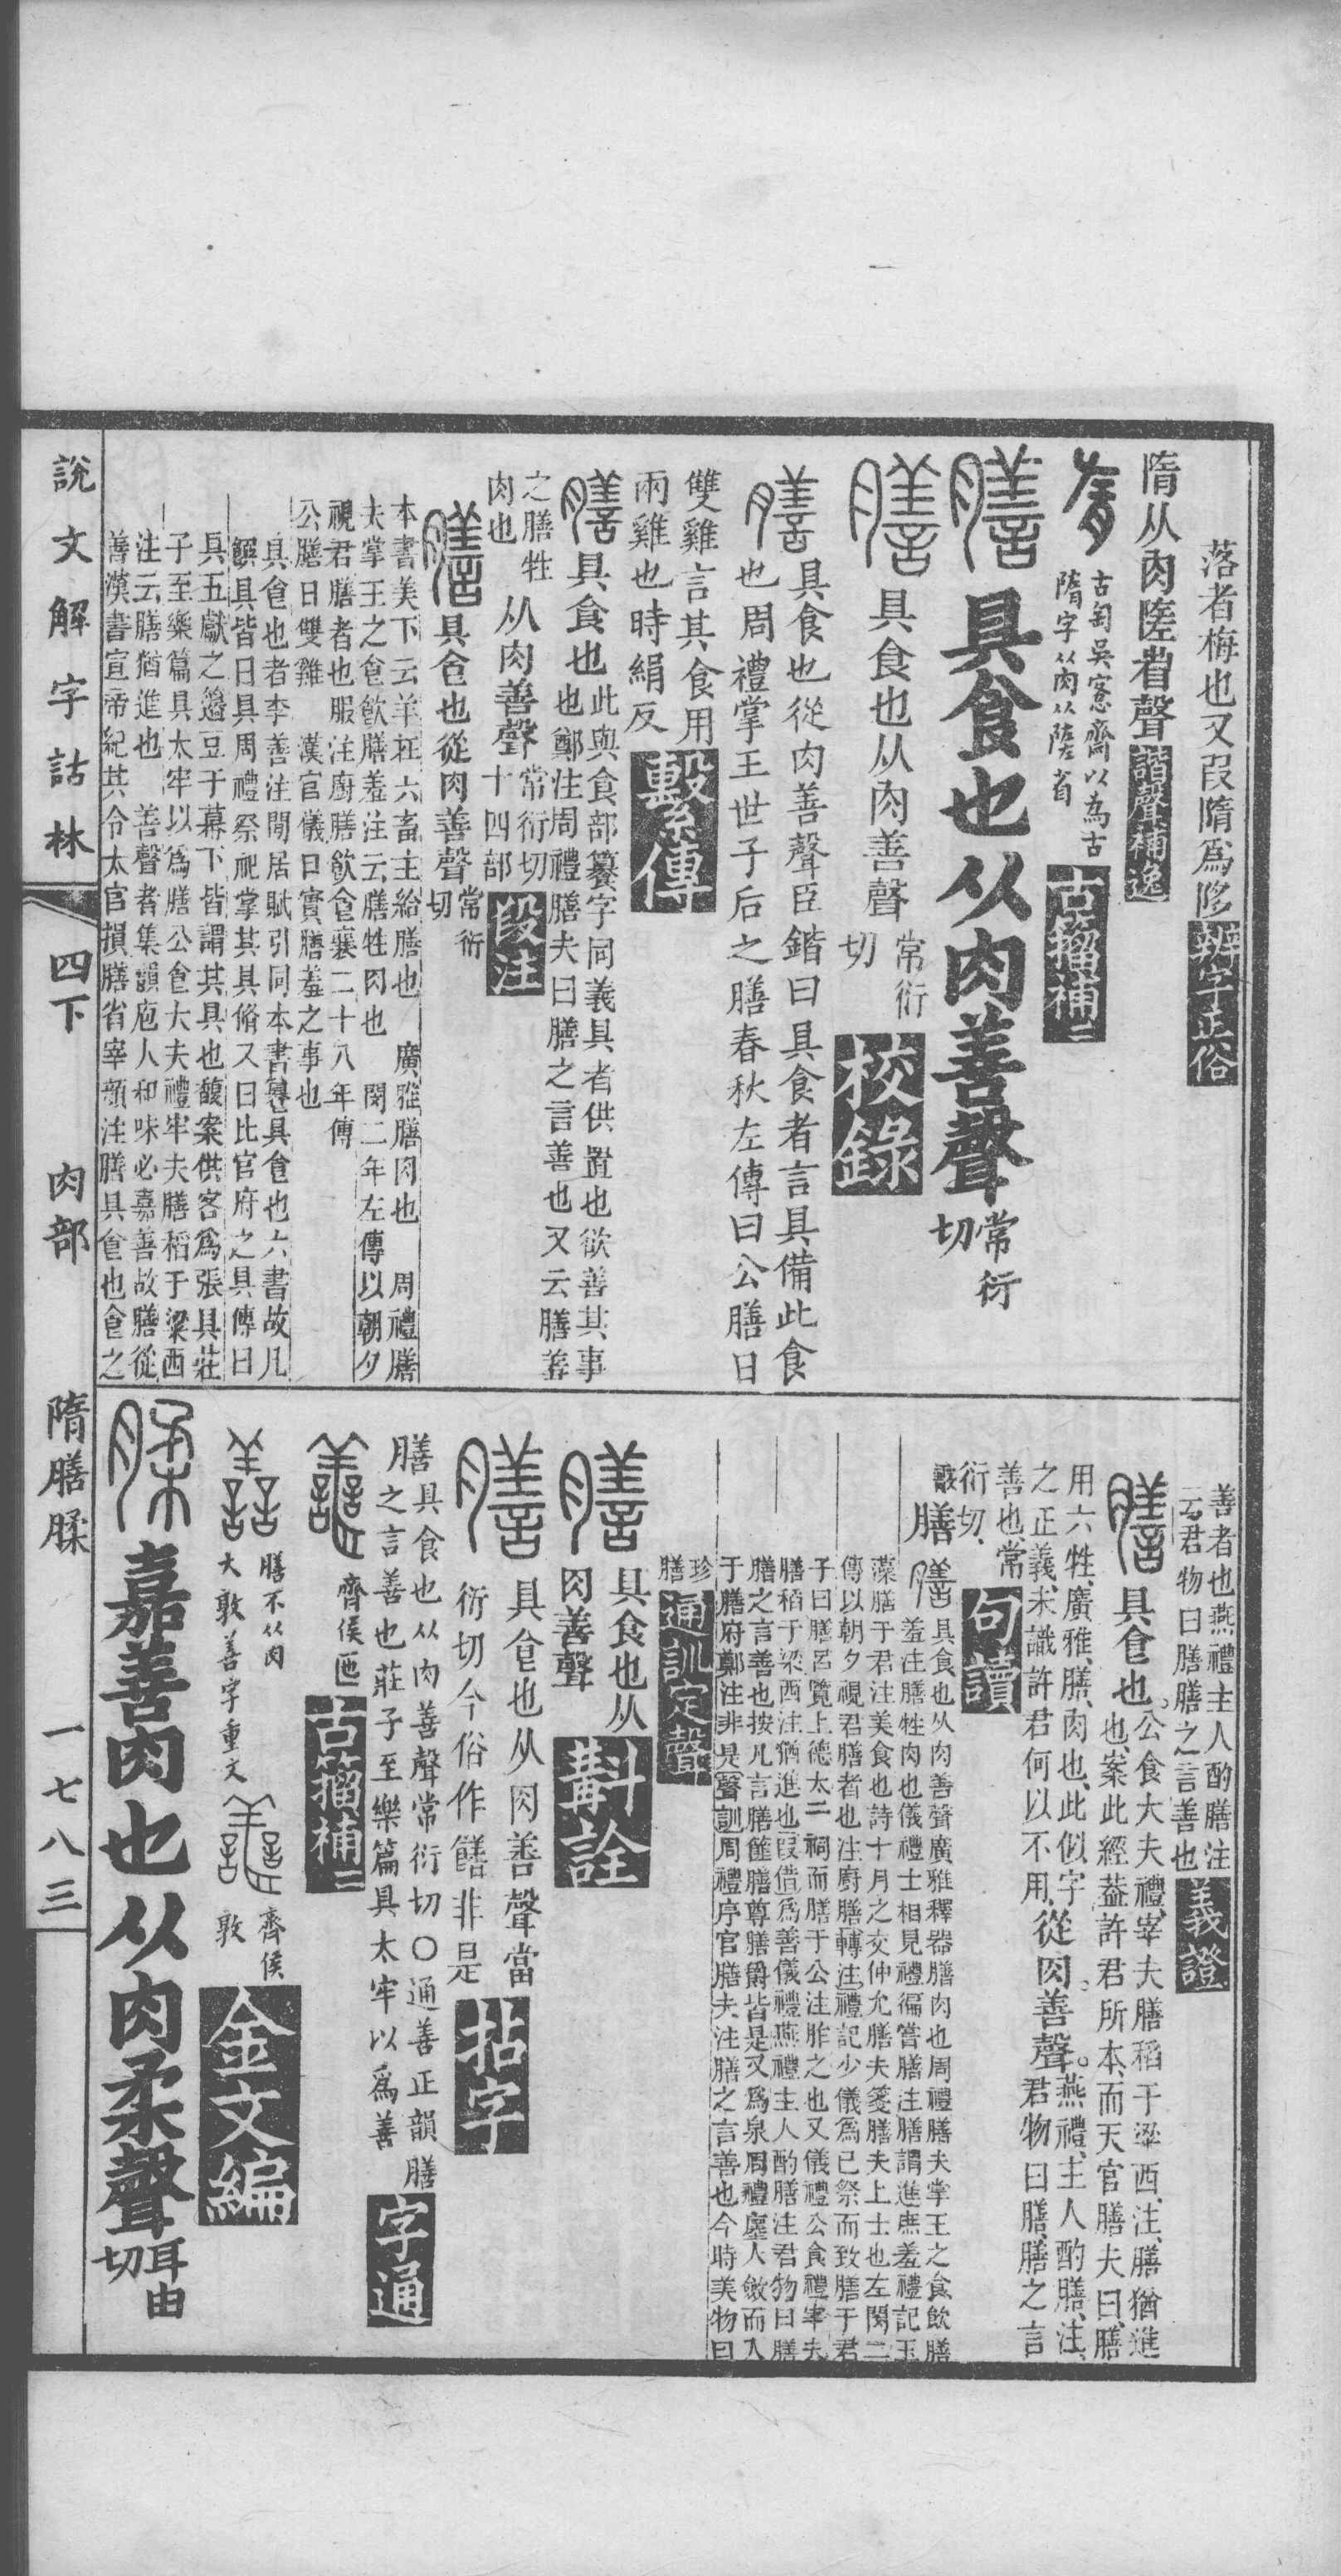 落者梅也又叚隋爲陊辨字正俗
隋从肉隓省聲諧聲補逸
古匋吳愙齋以為古
隋字从肉从陸省
古籀補二
膳具食也从肉善聲常衍切
膳具食也从肉善聲常衍切校錄
膳具食也從肉善聲臣鍇曰具食者言具備此食
也周禮掌王世子后之膳春秋左傳曰公膳日
雙雞言其食用
兩雞也時絹反繫傳
膳具食也此與食部籑字同義具者供置也欲善其事
也鄭注周禮膳夫曰膳之言善也又云膳羞
之膳牲
肉也从肉善聲常衍切十四部段注
膳具食也從肉善聲常衍切
本書美下云羊在六畜主給膳也 廣雅膳肉也 周禮膳
夫掌王之食飲膳羞注云膳牲肉也 閔二年左傳以朝夕
視君膳者也服注廚膳飲食襄二十八年傳
公膳日雙雞 漢官儀曰實膳羞之事也
具食也者李善注閒居賦引同本書籑具食也六書故凡
饌具皆曰具周禮祭祀掌其具脩又曰比官府之具傳曰
具五獻之籩豆于幕下皆謂其具也馥案供客爲張具莊
子至樂篇具太牢以爲膳公食大夫禮牢夫膳稻于粱西
注云膳猶進也 善聲者集韻庖人和味必嘉善故膳從
善漢書宣帝紀其令太官損膳省宰顏注膳具食也食之
善者也燕禮主人酌膳注
云君物曰膳膳之言善也義證
膳具食也。公食大夫禮、宰夫膳稻于粱西、注、膳猶進
也、案此經葢許君所本、而天官膳夫曰、膳
用六牲、廣雅、膳、肉也、此似字
之正義、未識許君何以不用、從肉善聲。燕禮、主人酌膳、注、
君物曰膳、膳之言
善也、常
衍切、句讀
膳膳具食也从肉善聲廣雅釋器膳肉也周禮膳夫掌王之食飲膳
羞注膳牲肉也儀禮士相見禮徧嘗膳注膳謂進庶羞禮記玉
藻膳于君注美食也詩十月之交仲允膳夫箋膳夫上士也左閔二
傳以朝夕視君膳者也注廚膳轉注禮記少儀爲已祭而致膳于君
子曰膳呂覽上德太二祠而膳于公注胙之也又儀禮公食禮宰夫
膳稻于粱西注猶進也叚借爲善儀禮燕禮主人酌膳注君物曰膳
膳之言善也按凡言膳篚膳尊膳爵皆是又爲泉周禮廛人斂而入
于膳府鄭注非是聲訓周禮序官膳夫注膳之言善也今時美物曰
珍
膳通訓定聲
膳具食也从
肉善聲斠詮
膳具食也从肉善聲當
衍切今俗作饍非是拈字
膳具食也从肉善聲常衍切○通善正韻膳
膳之言善也莊子至樂篇具太牢以爲善字通
齊侯匜古籀補二
膳不从肉
大敦善字重文
齊侯
敦金文編
腬嘉善肉也从肉柔聲耳由切
說文解字詁林 四下 肉部 隋膳腬 一七八三